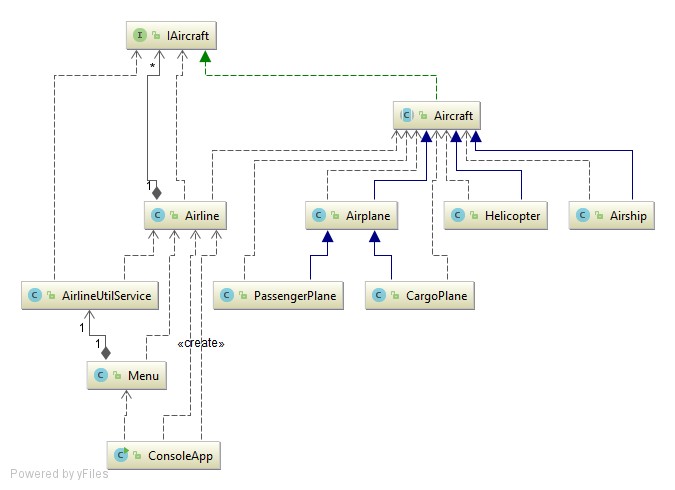 I IAircraft
*
C Aircraft
1
C Airline
C Airplane
C Helicopter
C Airship
C AirlineUtilService
C PassengerPlane
C CargoPlane
1
1
«create»
C Menu
C ConsoleApp
Powered by yFiles